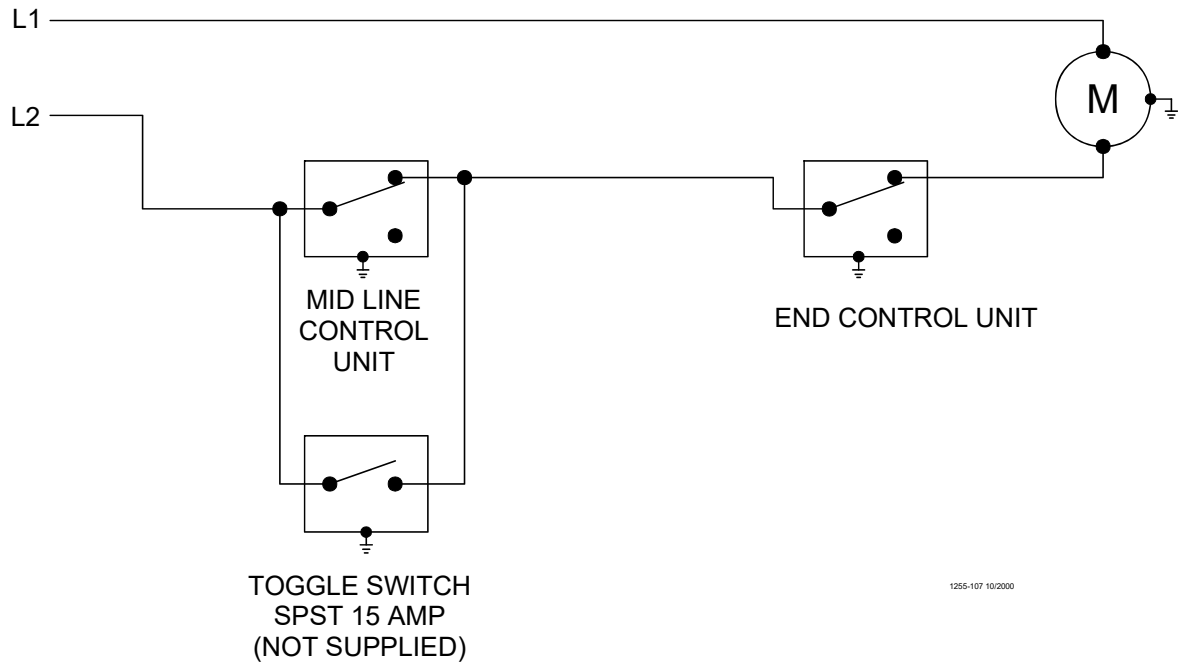 L1
M
L2
MID LINE
CONTROL
UNIT
END CONTROL UNIT
TOGGLE SWITCH
SPST 15 AMP
(NOT SUPPLIED)
1255-107 10/2000